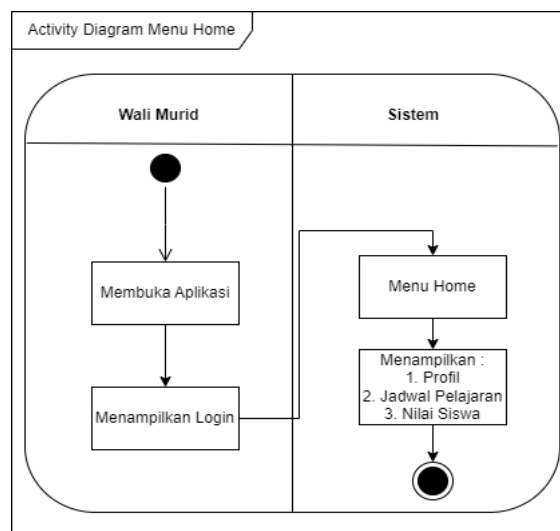 Activity Diagram Menu Home
Wali Murid
Sistem
Membuka Aplikasi
Menampilkan Login
Menu Home
Menampilkan :
1. Profil
2. Jadwal Pelajaran
3. Nilai Siswa